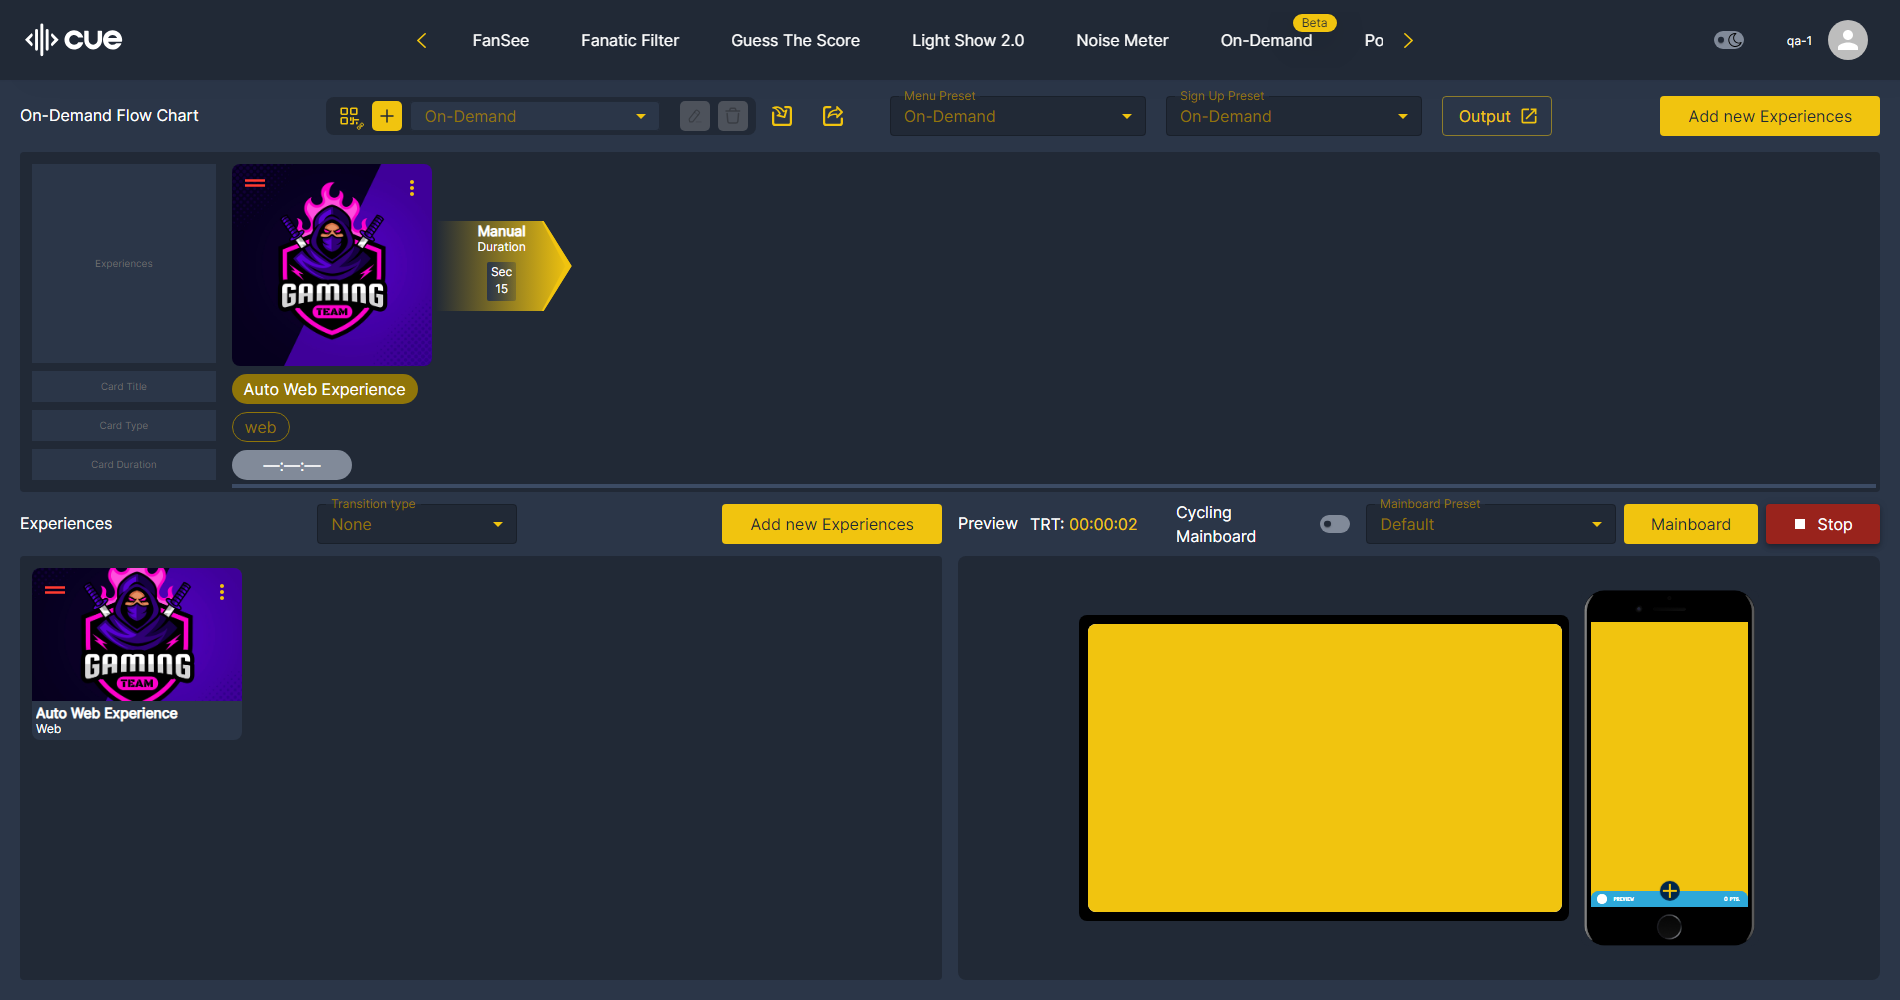 cue
FanSee
Fanatic Filter
Guess The Score
Light Show 2.0
Noise Meter
On-Demand
Beta
Po
qa-1
On-Demand Flow Chart
On-Demand
Menu Preset
On-Demand
Sign Up Preset
On-Demand
Output
Add new Experiences
Experiences
GAMING
TEAM
Manual
Duration
Sec
15
Card Title
Auto Web Experience
Card Type
web
Card Duration
—:—:—
Experiences
Transition type
None
Add new Experiences
Preview
TRT: 00:00:02
Cycling
Mainboard
Mainboard Preset
Default
Mainboard
Stop
GAMING
TEAM
Auto Web Experience
Web
PREVIEW
0 PTS.